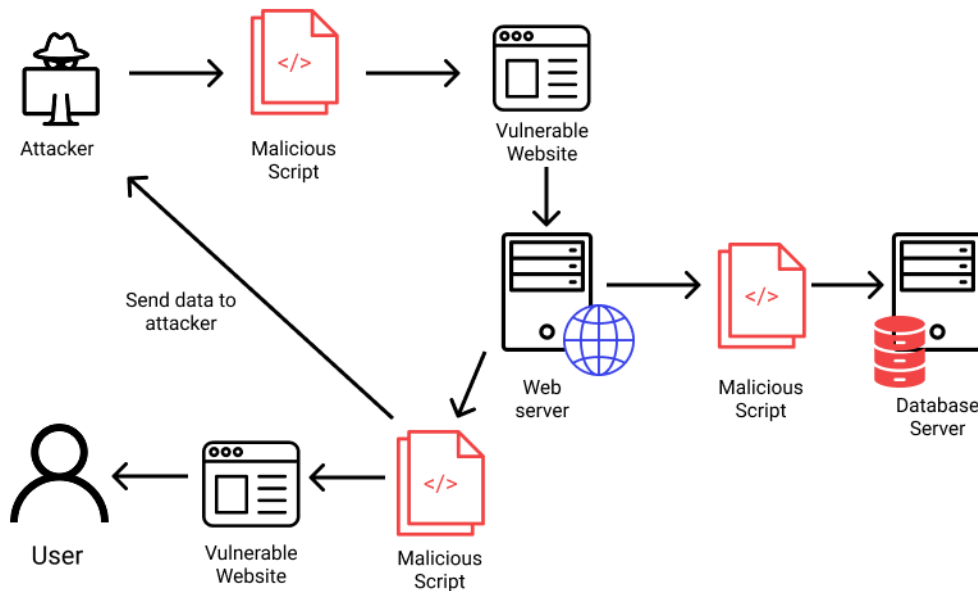 </>
Attacker
Malicious
Script
Vulnerable
Website
</>
Send data to
attacker
Web
server
Malicious
Script
Database
Server
</>
User
Vulnerable
Website
Malicious
Script